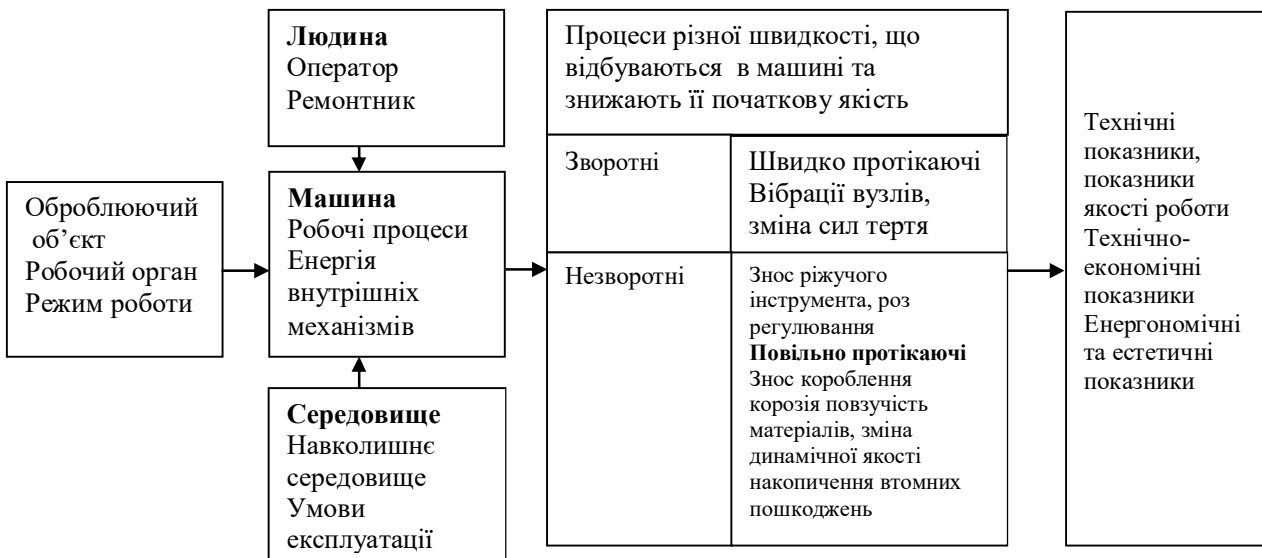 Оброблюючий
об’єкт
Робочий орган
Режим роботи
Людина
Оператор
Ремонтник
Машина
Робочі процеси
Енергія
внутрішніх
механізмів
Середовище
Навколишнє
середовище
Умови
експлуатації
Процеси різної швидкості, що
відбуваються в машині та
знижають її початкову якість
Зворотні
Швидко протікаючі
Вібрації вузлів,
зміна сил тертя
Незворотні
Знос ріжучого
інструмента, роз
регулювання
Повільно протікаючі
Знос короблення
корозія повзучість
матеріалів, зміна
динамічної якості
накопичення втомних
пошкоджень
Технічні
показники,
показники
якості роботи
Технічно-
економічні
показники
Енергономічні
та естетичні
показники